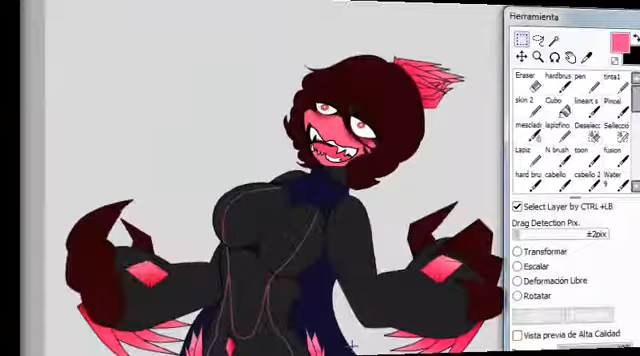 Herramienta
Eraser hardbrus pen tinta1
skin 2 Cubo lineart s Pincel
mezclado lapizfino Deselecc Selecció
Lapiz N brush toon fusion
hard bru cabello cabello 2 Water
9
Select Layer by CTRL+LB
Drag Detection Pix.
±2pix
Transformar
Escalar
Deformación Libre
Rotatar
Vista previa de Alta Calidad